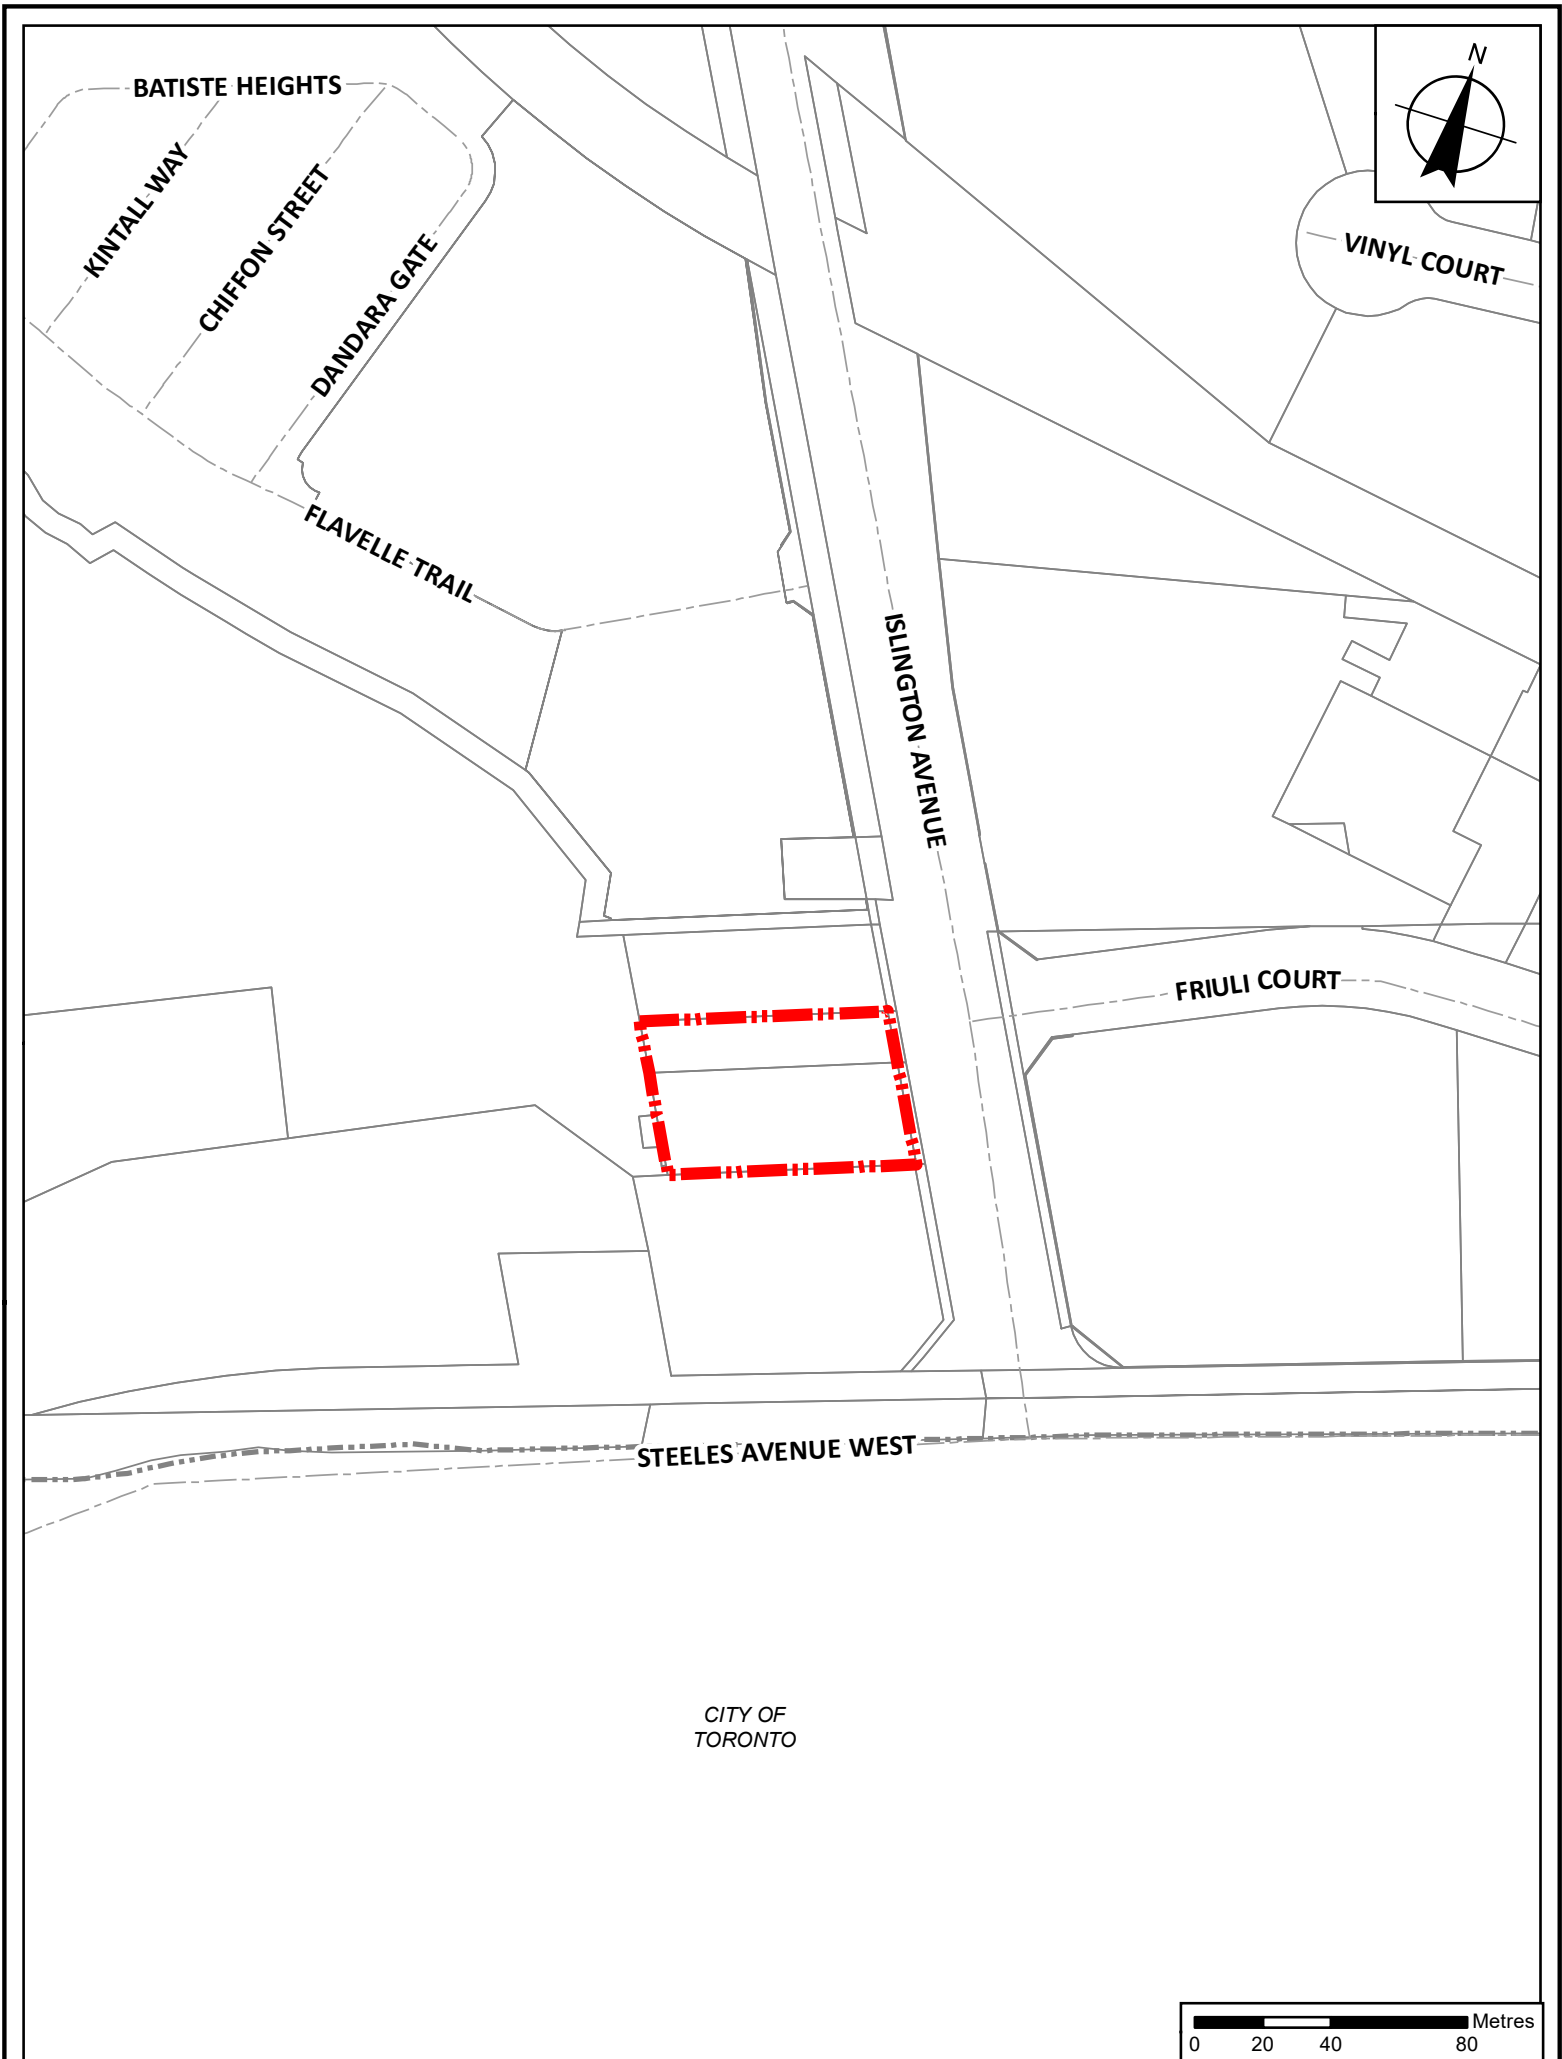 N
BATISTE HEIGHTS
KINTALL WAY
CHIFFON STREET
DANDARA GATE
VINYL COURT
FLAVELLE TRAIL
ISLINGTON AVENUE
FRIULI COURT
STEELES AVENUE WEST
CITY OF
TORONTO
Metres
0 20 40 80